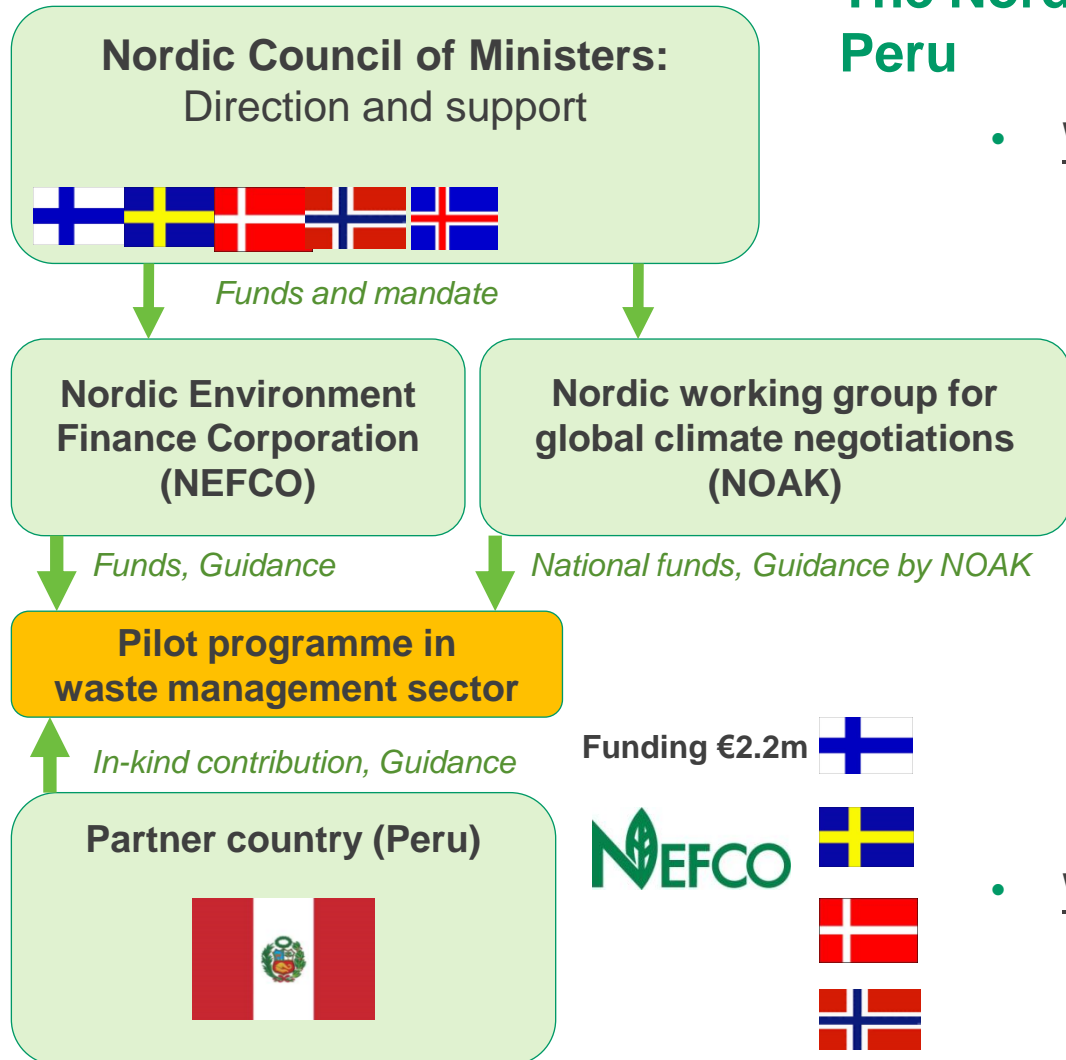 Nordic Council of Ministers:
Direction and support
Funds and mandate
Nordic Environment
Finance Corporation
(NEFCO)
Nordic working group for
global climate negotiations
(NOAK)
Funds, Guidance
National funds, Guidance by NOAK
Pilot programme in
waste management sector
In-kind contribution, Guidance
Partner country (Peru)
Funding €2.2m
NEFCO
Peru